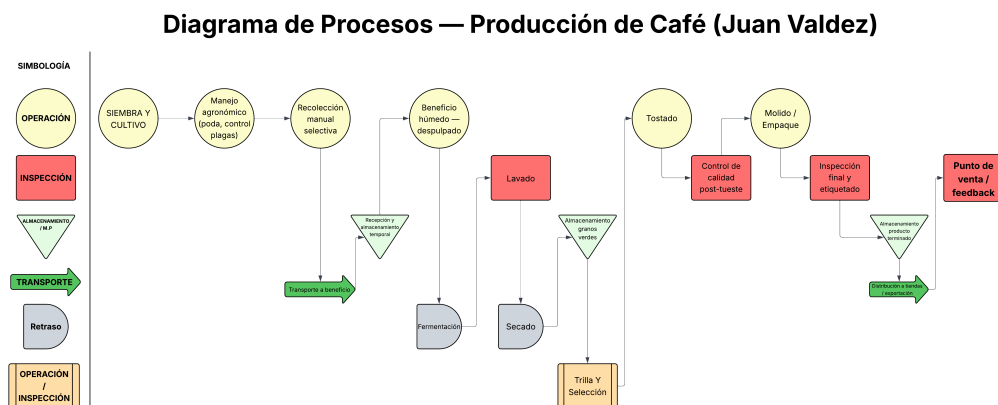 Diagrama de Procesos — Producción de Café (Juan Valdez)
SIMBOLOGÍA
OPERACIÓN
INSPECCIÓN
ALMACENAMIENTO
/ M.P
TRANSPORTE
Retraso
OPERACIÓN
/
INSPECCIÓN
SIEMBRA Y
CULTIVO
Manejo
agronómico
(poda, control
plagas)
Recolección
manual
selectiva
Transporte a beneficio
Recepción y
almacenamiento
temporal
Beneficio
húmedo —
despulpado
Fermentación
Lavado
Secado
Almacenamiento
granos
verdes
Trilla Y
Selección
Tostado
Control de
calidad
post-tueste
Molido /
Empaque
Inspección
final y
etiquetado
Almacenamiento
producto
terminado
Distribución a tiendas
/ exportación
Punto de
venta /
feedback